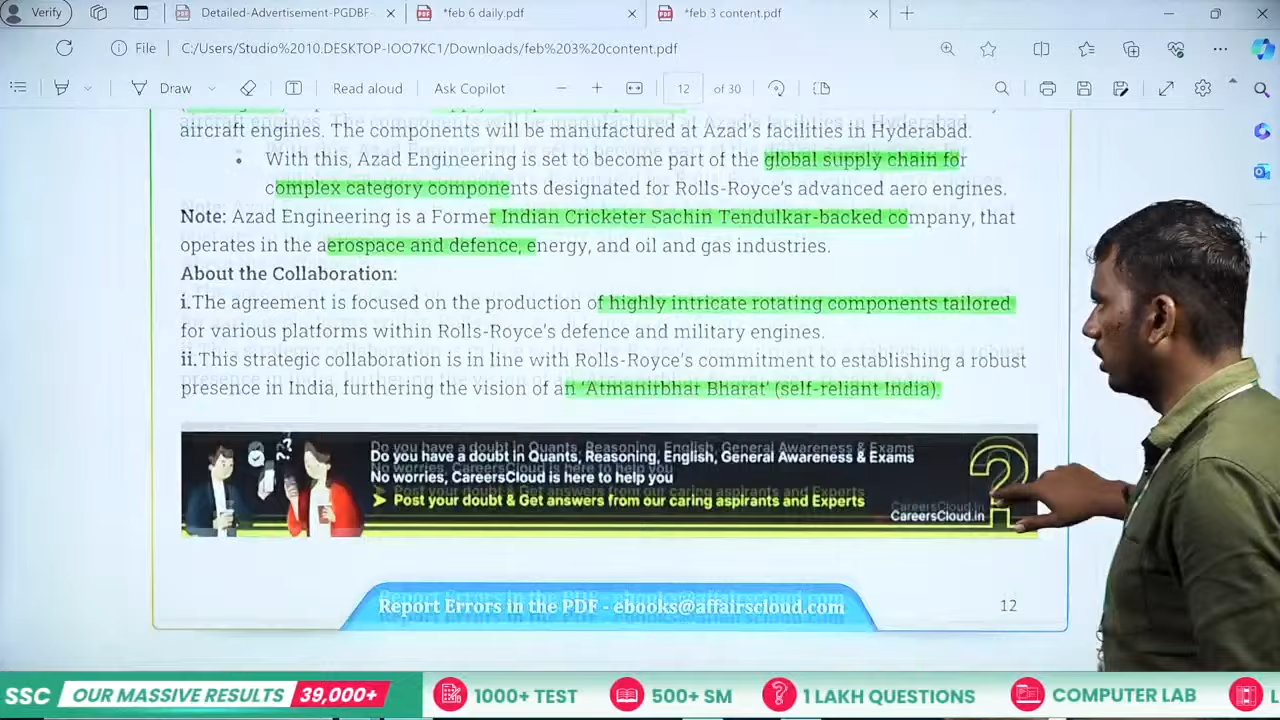 Verify
Detailed-Advertisement-PGDBF
*feb 6 daily.pdf
*feb 3 content.pdf
File
C:/Users/Studio%2010.DESKTOP-IOO7KC1/Downloads/feb%203%20content.pdf
Draw
Read aloud
Ask Copilot
12 of 30
aircraft engines. The components will be manufactured at Azad's facilities in Hyderabad.
• With this, Azad Engineering is set to become part of the global supply chain for
complex category components designated for Rolls-Royce's advanced aero engines.
Note: Azad Engineering is a Former Indian Cricketer Sachin Tendulkar-backed company, that
operates in the aerospace and defence, energy, and oil and gas industries.
About the Collaboration:
i.The agreement is focused on the production of highly intricate rotating components tailored
for various platforms within Rolls-Royce's defence and military engines.
ii.This strategic collaboration is in line with Rolls-Royce's commitment to establishing a robust
presence in India, furthering the vision of an 'Atmanirbhar Bharat' (self-reliant India).
Do you have a doubt in Quants, Reasoning, English, General Awareness & Exams
No worries, CareersCloud is here to help you
Post your doubt & Get answers from our caring aspirants and Experts
CareersCloud.in
Report Errors in the PDF - ebooks@affairscloud.com
12
SSC OUR MASSIVE RESULTS 39,000+ 1000+ TEST 500+ SM 1 LAKH QUESTIONS COMPUTER LAB L